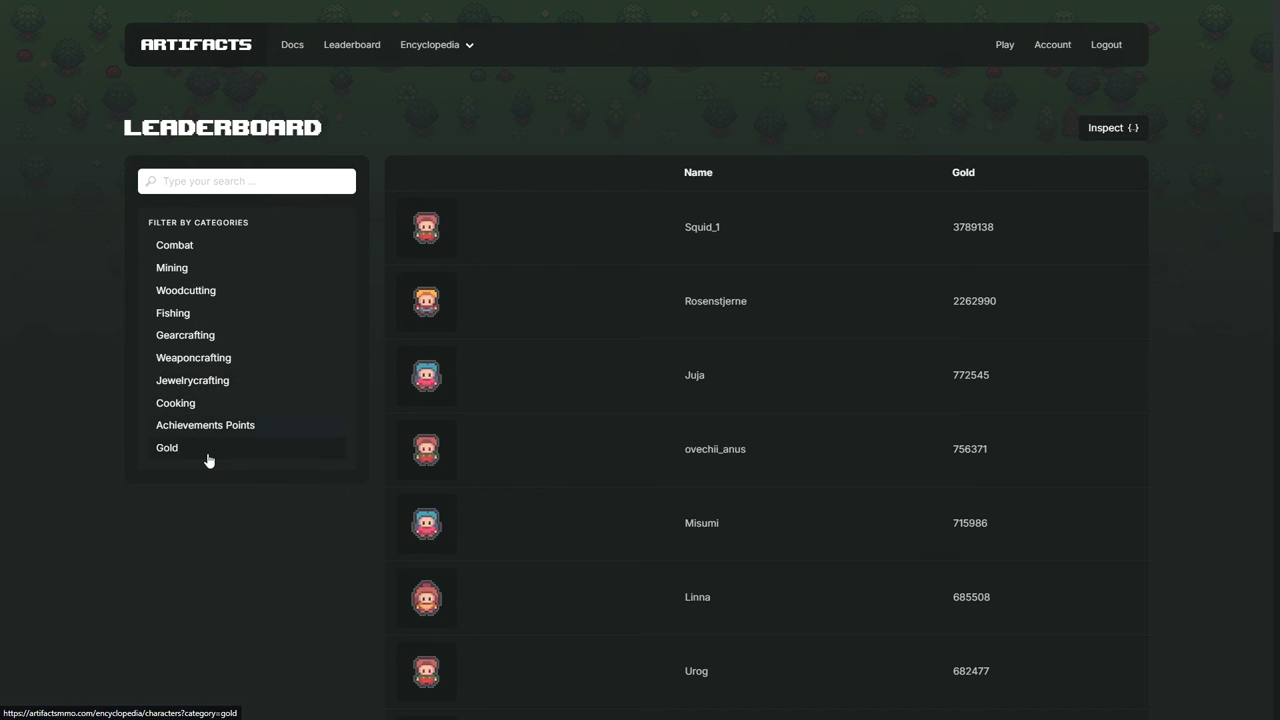 ARTIFACTS Docs Leaderboard Encyclopedia Play Account Logout
LEADERBOARD Inspect {..}
Type your search ...
FILTER BY CATEGORIES
Combat
Mining
Woodcutting
Fishing
Gearcrafting
Weaponcrafting
Jewelrycrafting
Cooking
Achievements Points
Gold
Name Gold
Squid_1 3789138
Rosenstjerne 2262990
Juja 772545
ovechii_anus 756371
Misumi 715986
Linna 685508
Urog 682477
https://artifactsmmo.com/encyclopedia/characters?category=gold